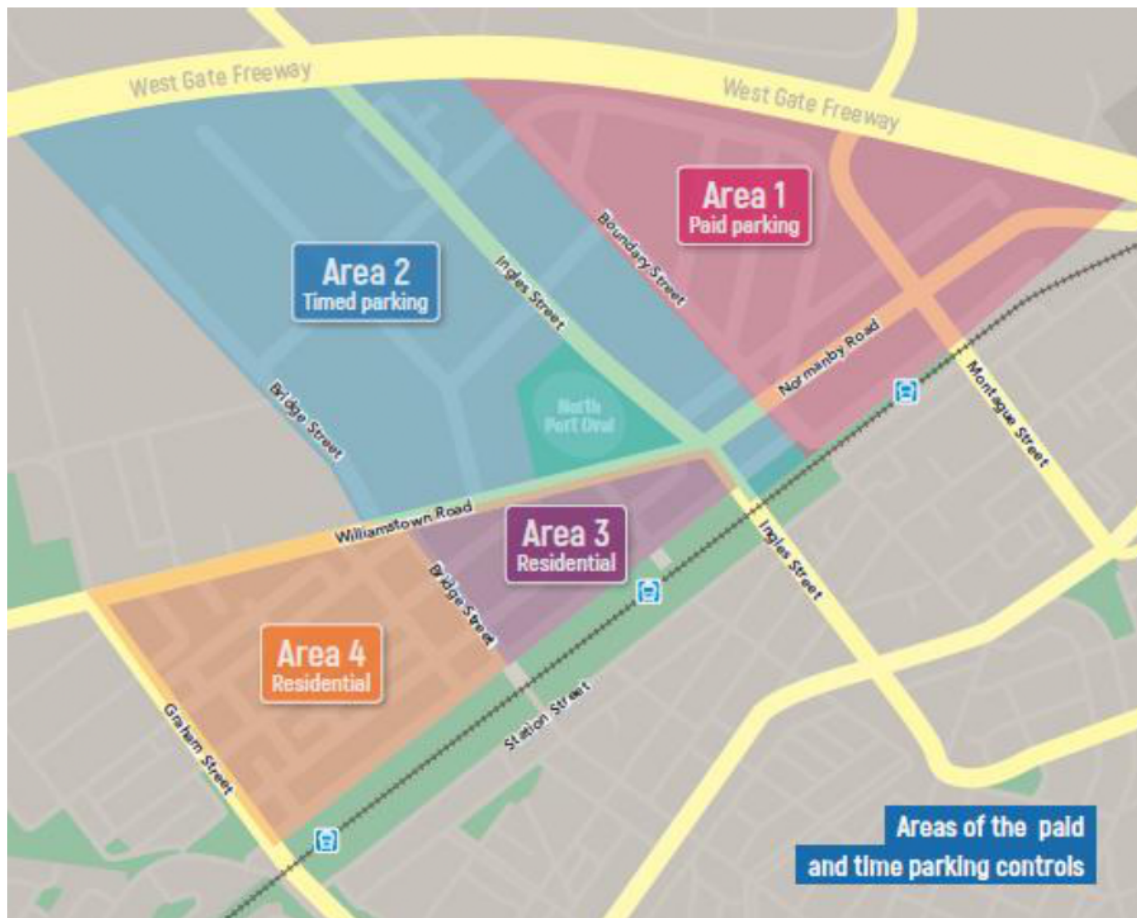 West Gate Freeway
West Gate Freeway
Area 1
Paid parking
Boundary Street
Ingles Street
Area 2
Timed parking
Normanby Road
Montague Street
Bridge Street
North
Port Oval
Williamstown Road
Area 3
Residential
Ingles Street
Bridge Street
Area 4
Residential
Station Street
Graham Street
Areas of the paid
and time parking controls